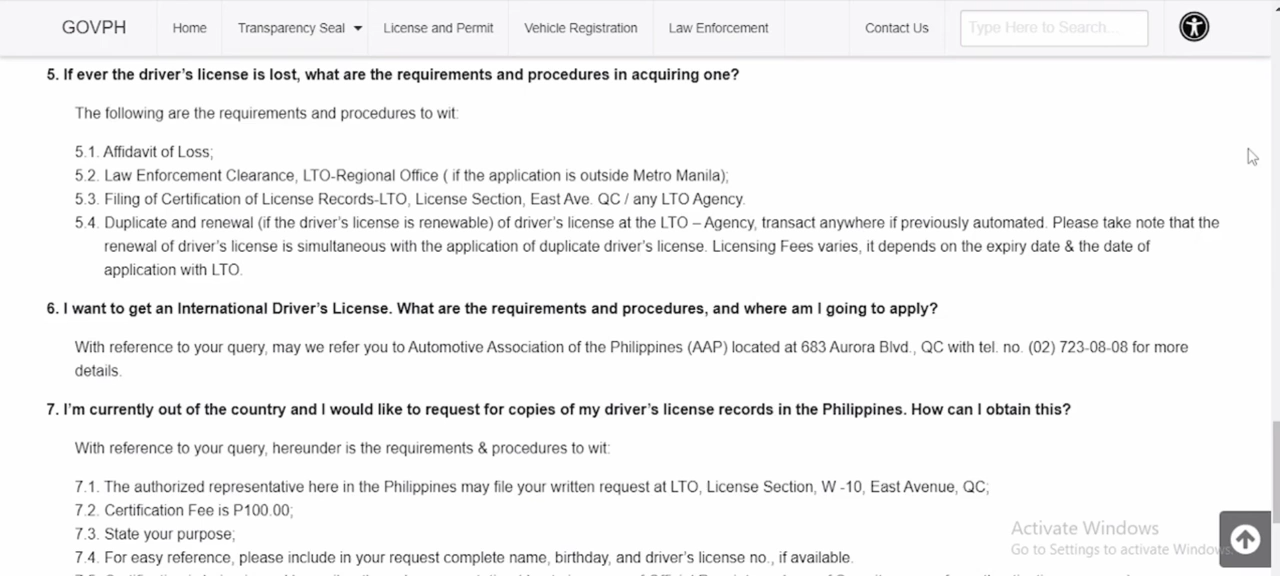 GOVPH Home Transparency Seal License and Permit Vehicle Registration Law Enforcement Contact Us Type Here to Search...
5. If ever the driver's license is lost, what are the requirements and procedures in acquiring one?
The following are the requirements and procedures to wit:
5.1. Affidavit of Loss;
5.2. Law Enforcement Clearance, LTO-Regional Office ( if the application is outside Metro Manila);
5.3. Filing of Certification of License Records-LTO, License Section, East Ave. QC / any LTO Agency.
5.4. Duplicate and renewal (if the driver's license is renewable) of driver's license at the LTO – Agency, transact anywhere if previously automated. Please take note that the
renewal of driver's license is simultaneous with the application of duplicate driver's license. Licensing Fees varies, it depends on the expiry date & the date of
application with LTO.
6. I want to get an International Driver's License. What are the requirements and procedures, and where am I going to apply?
With reference to your query, may we refer you to Automotive Association of the Philippines (AAP) located at 683 Aurora Blvd., QC with tel. no. (02) 723-08-08 for more
details.
7. I'm currently out of the country and I would like to request for copies of my driver's license records in the Philippines. How can I obtain this?
With reference to your query, hereunder is the requirements & procedures to wit:
7.1. The authorized representative here in the Philippines may file your written request at LTO, License Section, W -10, East Avenue, QC;
7.2. Certification Fee is P100.00;
7.3. State your purpose;
7.4. For easy reference, please include in your request complete name, birthday, and driver's license no., if available.
Activate Windows
Go to Settings to activate Windows.